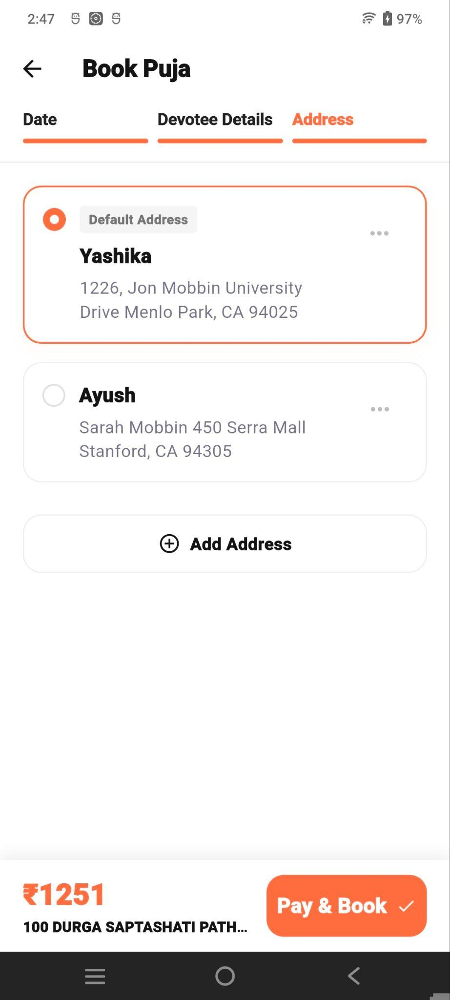 2:47
97%
Book Puja
Date
Devotee Details
Address
Default Address
Yashika
1226, Jon Mobbin University
Drive Menlo Park, CA 94025
Ayush
Sarah Mobbin 450 Serra Mall
Stanford, CA 94305
Add Address
₹1251
100 DURGA SAPTASHATI PATH...
Pay & Book